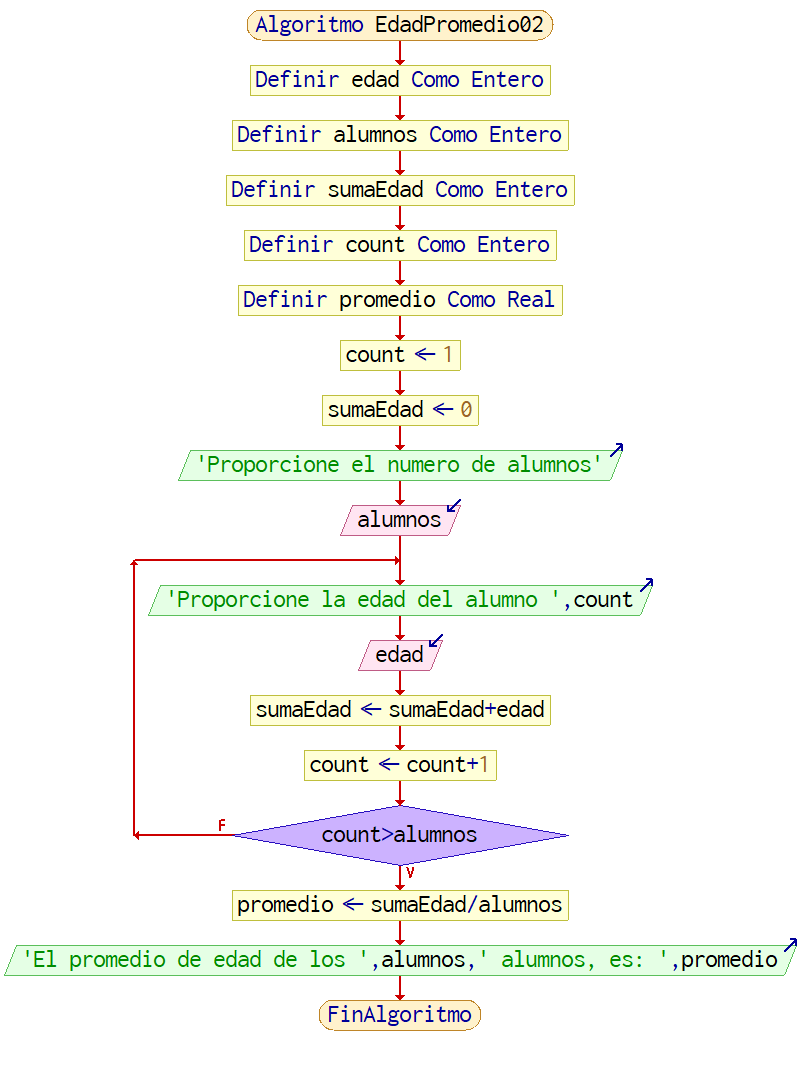 Algoritmo EdadPromedio02
Definir edad Como Entero
Definir alumnos Como Entero
Definir sumaEdad Como Entero
Definir count Como Entero
Definir promedio Como Real
count ← 1
sumaEdad ← 0
'Proporcione el numero de alumnos'
alumnos
'Proporcione la edad del alumno ',count
edad
sumaEdad ← sumaEdad+edad
count ← count+1
count>alumnos
F
V
promedio ← sumaEdad/alumnos
'El promedio de edad de los ',alumnos,' alumnos, es: ',promedio
FinAlgoritmo